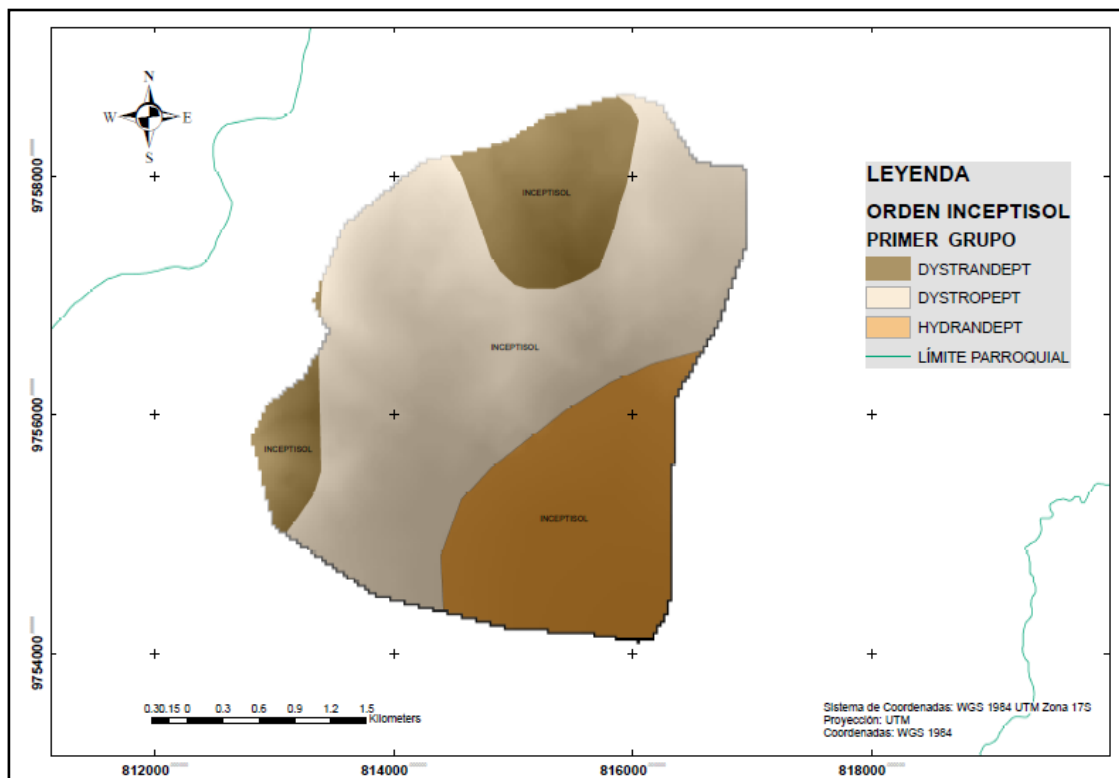 N
W E
S
9758000
9756000
9754000
INCEPTISOL
INCEPTISOL
INCEPTISOL
INCEPTISOL
LEYENDA
ORDEN INCEPTISOL
PRIMER GRUPO
DYSTRANDEPT
DYSTROPEPT
HYDRANDEPT
LÍMITE PARROQUIAL
0.30.15 0 0.3 0.6 0.9 1.2 1.5
Kilometers
Sistema de Coordenadas: WGS 1984 UTM Zona 17S
Proyección: UTM
Coordenadas: WGS 1984
812000 814000 816000 818000